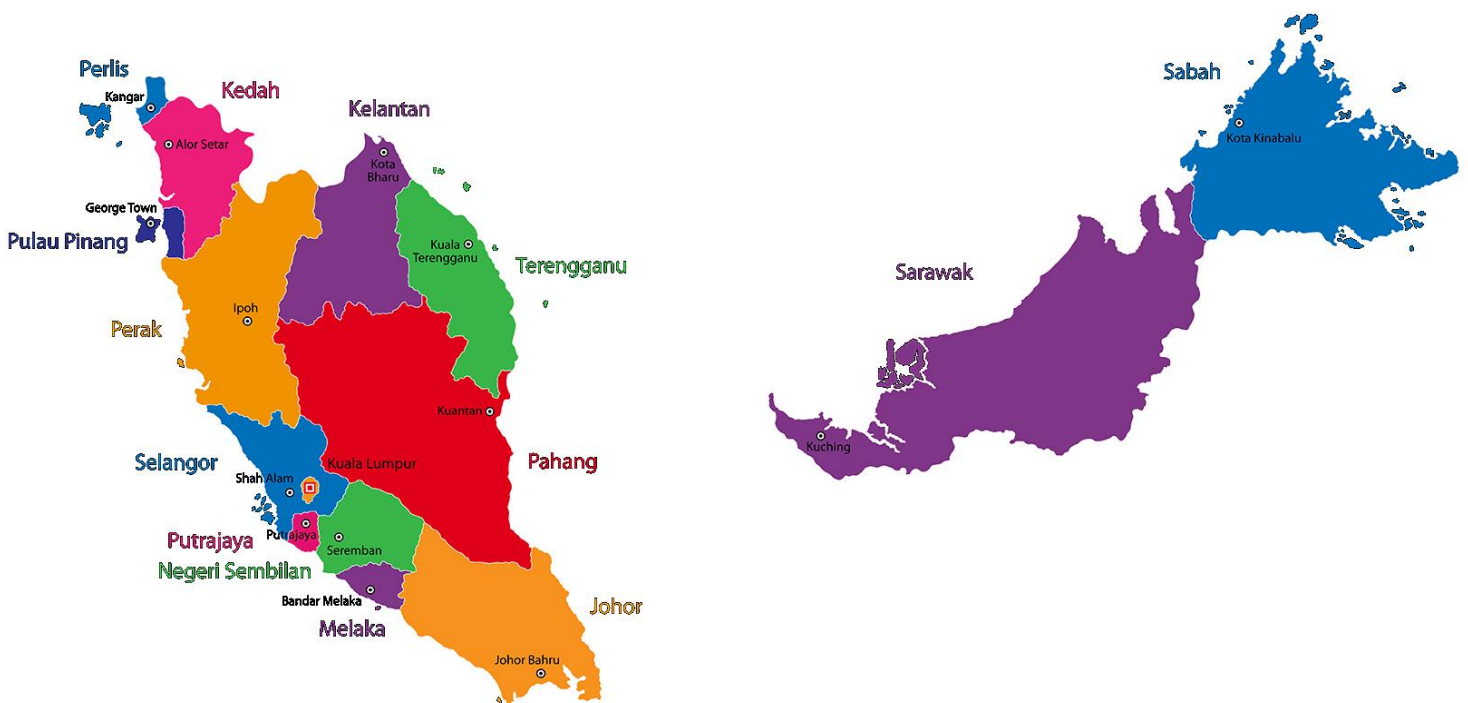 Perlis
Kangar
Kedah
Alor Setar
Kelantan
Kota
Bharu
George Town
Pulau Pinang
Kuala
Terengganu
Terengganu
Ipoh
Perak
Kuantan
Selangor
Kuala Lumpur
Pahang
Shah Alam
Putrajaya
Putrajaya
Seremban
Negeri Sembilan
Bandar Melaka
Melaka
Johor
Johor Bahru
Sabah
Kota Kinabalu
Sarawak
Kuching